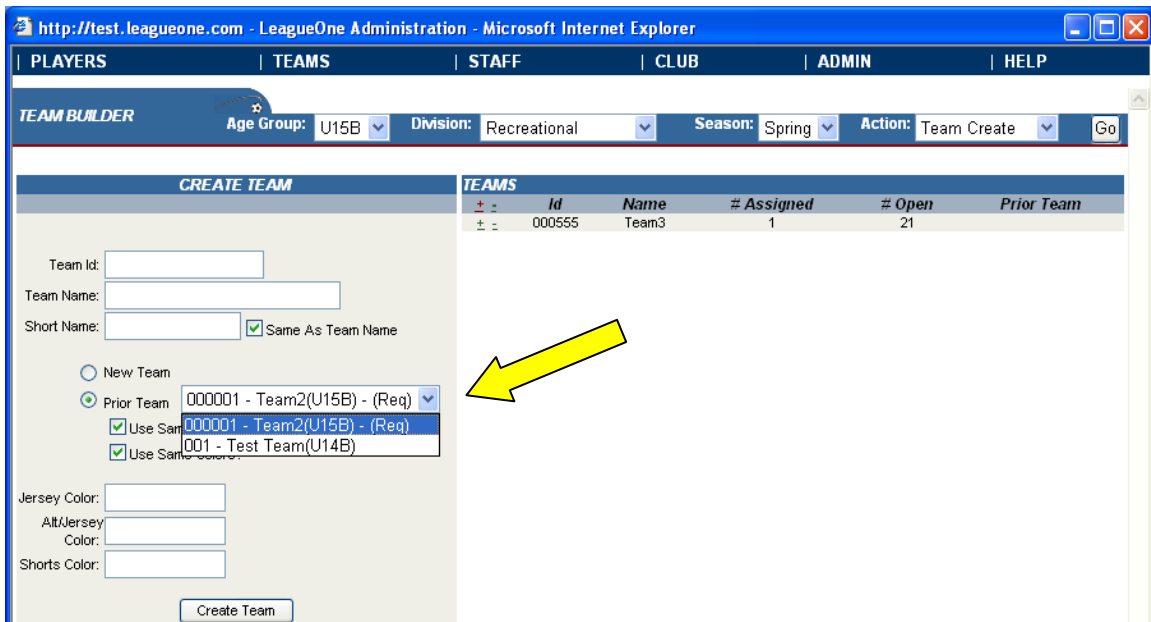 http://test.leagueone.com - LeagueOne Administration - Microsoft Internet Explorer
| PLAYERS | TEAMS | STAFF | CLUB | ADMIN | HELP
TEAM BUILDER Age Group: U15B Division: Recreational Season: Spring Action: Team Create Go
CREATE TEAM
TEAMS
+ - Id Name # Assigned # Open Prior Team
+ - 000555 Team3 1 21
Team Id:
Team Name:
Short Name: Same As Team Name
New Team
Prior Team 000001 - Team2(U15B) - (Req)
000001 - Team2(U15B) - (Req)
001 - Test Team(U14B)
Use
Use
Jersey Color:
Alt/Jersey
Color:
Shorts Color:
Create Team